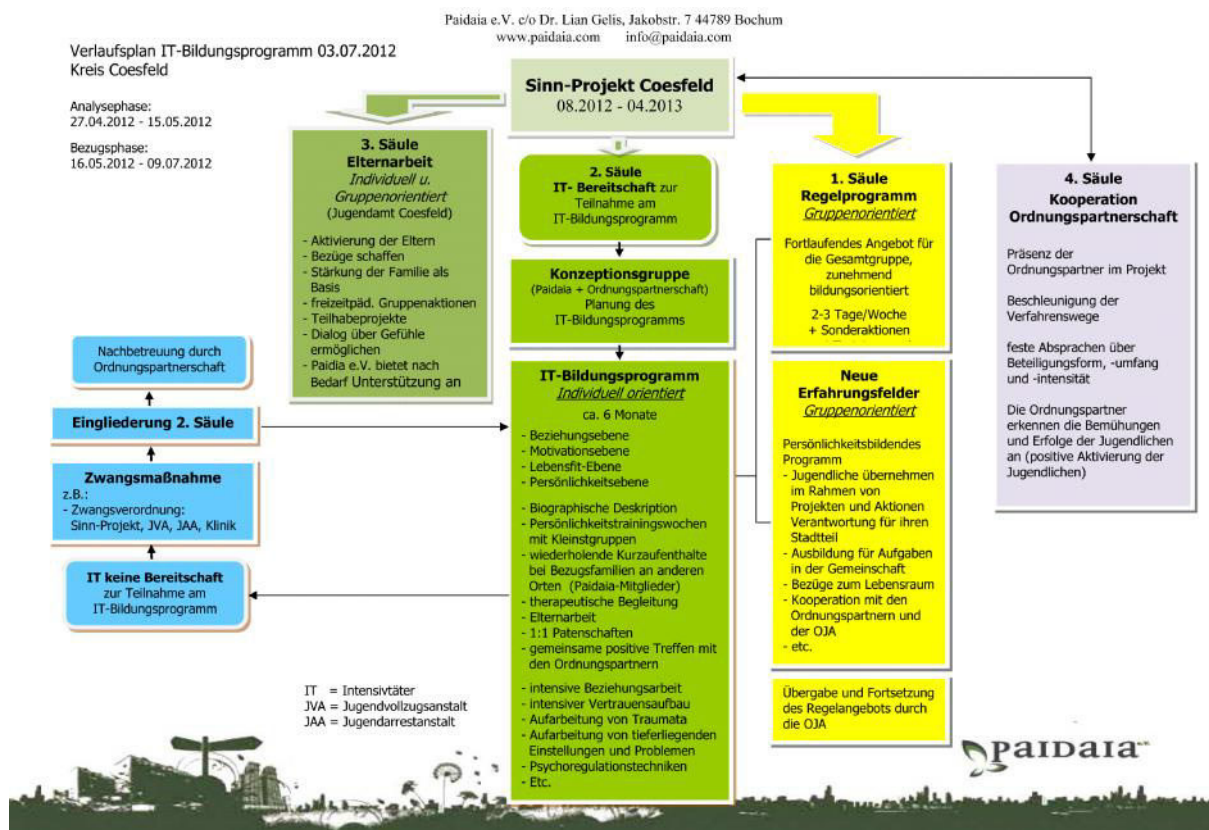 Paidaia e.V. c/o Dr. Lian Gelis, Jakobstr. 7 44789 Bochum
www.paidaia.com info@paidaia.com
Verlaufsplan IT-Bildungsprogramm 03.07.2012
Kreis Coesfeld
Analysephase:
27.04.2012 - 15.05.2012
Bezugsphase:
16.05.2012 - 09.07.2012
Sinn-Projekt Coesfeld
08.2012 - 04.2013
3. Säule
Elternarbeit
Individuell u.
Gruppenorientiert
(Jugendamt Coesfeld)
- Aktivierung der Eltern
- Bezüge schaffen
- Stärkung der Familie als
Basis
- freizeitpäd. Gruppenaktionen
- Teilhabeprojekte
- Dialog über Gefühle
ermöglichen
- Paidia e.V. bietet nach
Bedarf Unterstützung an
2. Säule
IT- Bereitschaft zur
Teilnahme am
IT-Bildungsprogramm
Konzeptionsgruppe
(Paidaia + Ordnungspartnerschaft)
Planung des
IT-Bildungsprogramms
IT-Bildungsprogramm
Individuell orientiert
ca. 6 Monate
- Beziehungsebene
- Motivationsebene
- Lebensfit-Ebene
- Persönlichkeitsebene
- Biographische Deskription
- Persönlichkeitstrainingswochen
mit Kleinstgruppen
- wiederholende Kurzaufenthalte
bei Bezugsfamilien an anderen
Orten (Paidaia-Mitglieder)
- therapeutische Begleitung
- Elternarbeit
- 1:1 Patenschaften
- gemeinsame positive Treffen mit
den Ordnungspartnern
- intensive Beziehungsarbeit
- intensiver Vertrauensaufbau
- Aufarbeitung von Traumata
- Aufarbeitung von tieferliegenden
Einstellungen und Problemen
- Psychoregulationstechniken
- Etc.
1. Säule
Regelprogramm
Gruppenorientiert
Fortlaufendes Angebot für
die Gesamtgruppe,
zunehmend
bildungsorientiert
2-3 Tage/Woche
+ Sonderaktionen
Neue
Erfahrungsfelder
Gruppenorientiert
Persönlichkeitsbildendes
Programm
- Jugendliche übernehmen
im Rahmen von
Projekten und Aktionen
Verantwortung für ihren
Stadtteil
- Ausbildung für Aufgaben
in der Gemeinschaft
- Bezüge zum Lebensraum
- Kooperation mit den
Ordnungspartnern und
der OJA
- etc.
Übergabe und Fortsetzung
des Regelangebots durch
die OJA
4. Säule
Kooperation
Ordnungspartnerschaft
Präsenz der
Ordnungspartner im Projekt
Beschleunigung der
Verfahrenswege
feste Absprachen über
Beteiligungsform, -umfang
und -intensität
Die Ordnungspartner
erkennen die Bemühungen
und Erfolge der Jugendlichen
an (positive Aktivierung der
Jugendlichen)
Nachbetreuung durch
Ordnungspartnerschaft
Eingliederung 2. Säule
Zwangsmaßnahme
z.B.:
- Zwangsverordnung:
Sinn-Projekt, JVA, JAA, Klinik
IT keine Bereitschaft
zur Teilnahme am
IT-Bildungsprogramm
IT = Intensivtäter
JVA = Jugendvollzugsanstalt
JAA = Jugendarrestanstalt
PAIDAIA